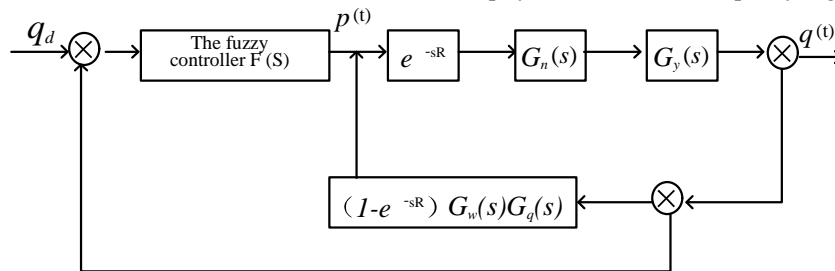 q_d
The fuzzy
controller F (S)
p(t)
e -sR
G_n(s)
G_y(s)
q(t)
（1-e -sR） G_w(s)G_q(s)